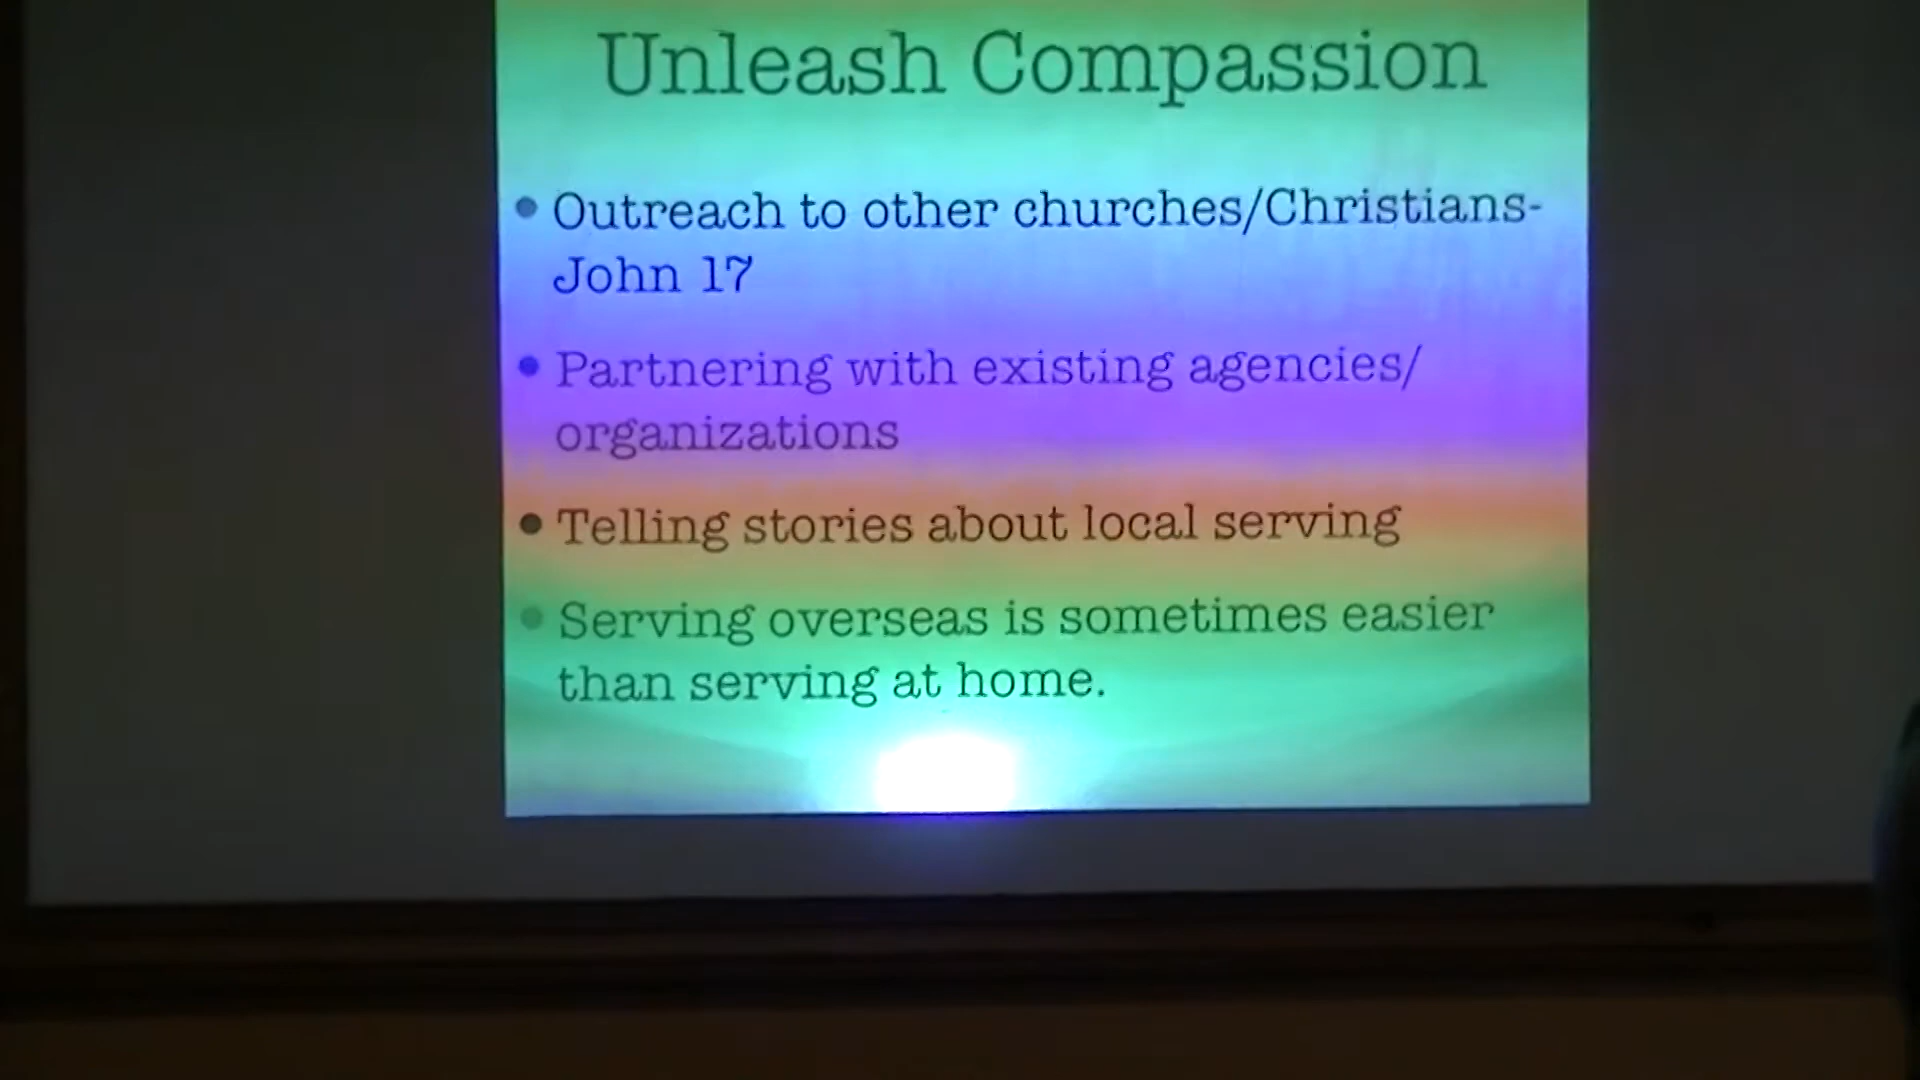 Unleash Compassion
• Outreach to other churches/Christians-
John 17
• Partnering with existing agencies/
organizations
• Telling stories about local serving
• Serving overseas is sometimes easier
than serving at home.